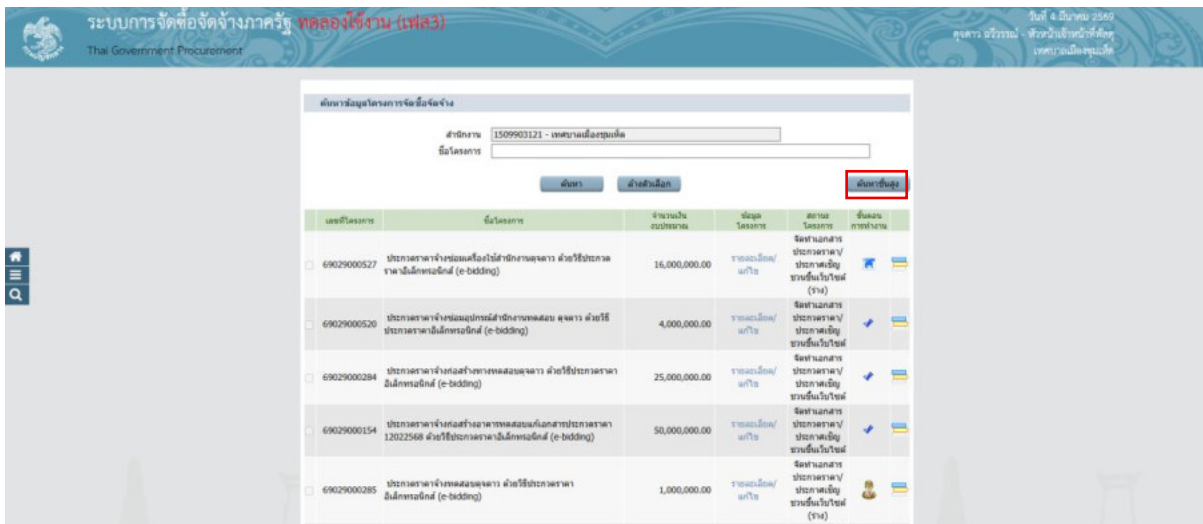 ระบบการจัดซื้อจัดจ้างภาครัฐ ทดลองใช้งาน (เฟส3)
Thai Government Procurement
วันที่ 4 มีนาคม 2569
หัวหน้าเจ้าหน้าที่พัสดุ
ค้นหาข้อมูลโครงการจัดซื้อจัดจ้าง
สำนักงาน 1509903121 - เทศบาลเมืองขุมเห็ด
ชื่อโครงการ
ค้นหา ล้างตัวเลือก ค้นหาขั้นสูง
เลขที่โครงการ ชื่อโครงการ จำนวนเงิน ข้อมูล สถานะ ขั้นตอน
งบประมาณ โครงการ โครงการ การทำงาน
69029000527 ประกวดราคาจ้างซ่อมเครื่องใช้สำนักงานดุจดาว ด้วยวิธีประกวด
ราคาอิเล็กทรอนิกส์ (e-bidding) 16,000,000.00 รายละเอียด/
แก้ไข
จัดทำเอกสาร
ประกวดราคา/
ประกาศเชิญ
ชวนขึ้นเว็บไซต์
(ร่าง)
69029000520 ประกวดราคาจ้างซ่อมอุปกรณ์สำนักงานทดสอบ ดุจดาว ด้วยวิธี
ประกวดราคาอิเล็กทรอนิกส์ (e-bidding) 4,000,000.00 รายละเอียด/
แก้ไข
จัดทำเอกสาร
ประกวดราคา/
ประกาศเชิญ
ชวนขึ้นเว็บไซต์
69029000284 ประกวดราคาจ้างก่อสร้างทางทดสอบดุจดาว ด้วยวิธีประกวดราคา
อิเล็กทรอนิกส์ (e-bidding) 25,000,000.00 รายละเอียด/
แก้ไข
จัดทำเอกสาร
ประกวดราคา/
ประกาศเชิญ
ชวนขึ้นเว็บไซต์
69029000154 ประกวดราคาจ้างก่อสร้างอาคารทดสอบแก้เอกสารประกวดราคา
12022568 ด้วยวิธีประกวดราคาอิเล็กทรอนิกส์ (e-bidding) 50,000,000.00 รายละเอียด/
แก้ไข
จัดทำเอกสาร
ประกวดราคา/
ประกาศเชิญ
ชวนขึ้นเว็บไซต์
69029000285 ประกวดราคาจ้างทดสอบดุจดาว ด้วยวิธีประกวดราคา
อิเล็กทรอนิกส์ (e-bidding) 1,000,000.00 รายละเอียด/
แก้ไข
จัดทำเอกสาร
ประกวดราคา/
ประกาศเชิญ
ชวนขึ้นเว็บไซต์
(ร่าง)